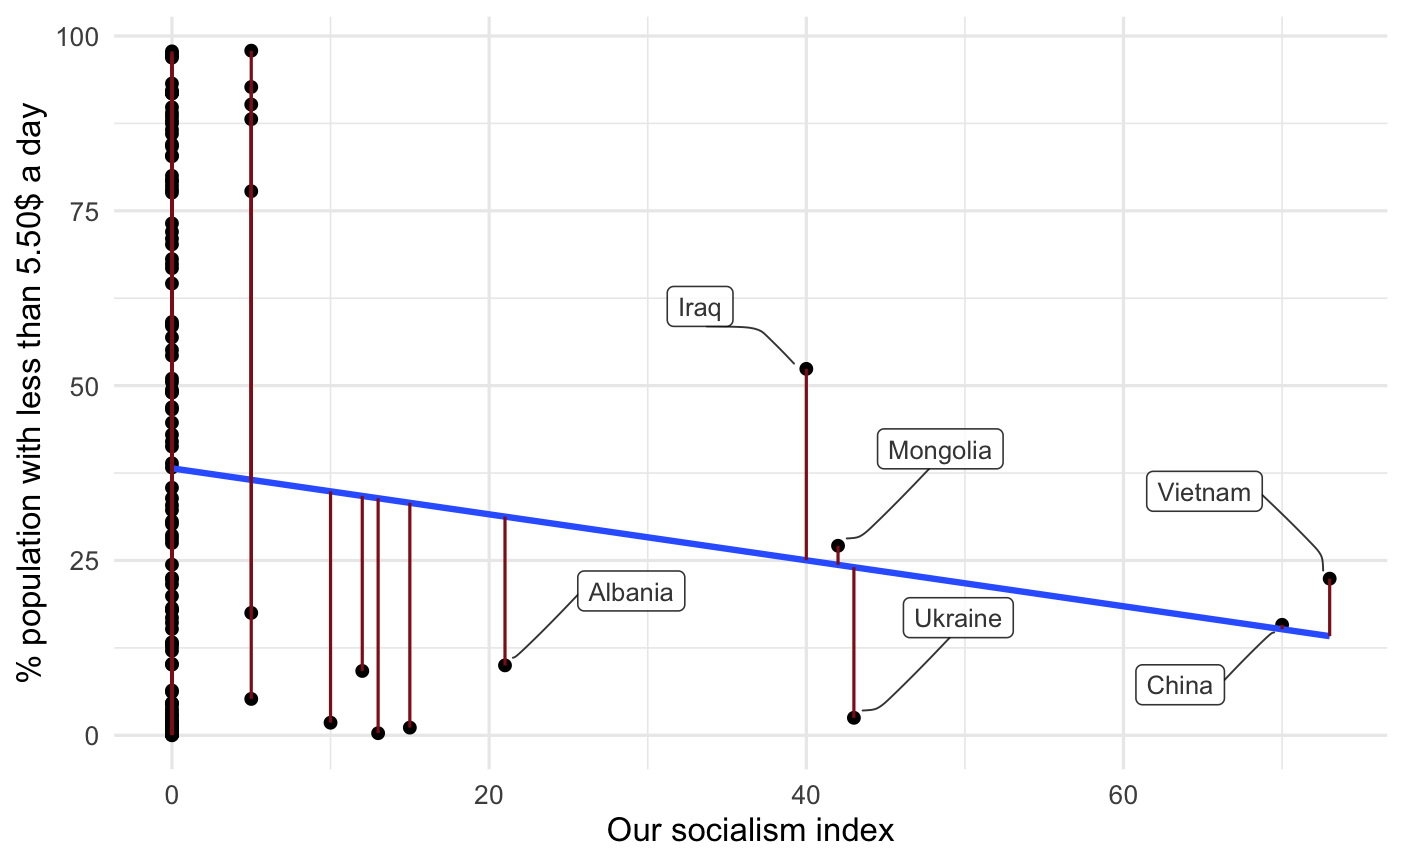 100
75
50
25
0
% population with less than 5.50$ a day
Iraq
Mongolia
Vietnam
Albania
Ukraine
China
0
20
40
60
Our socialism index